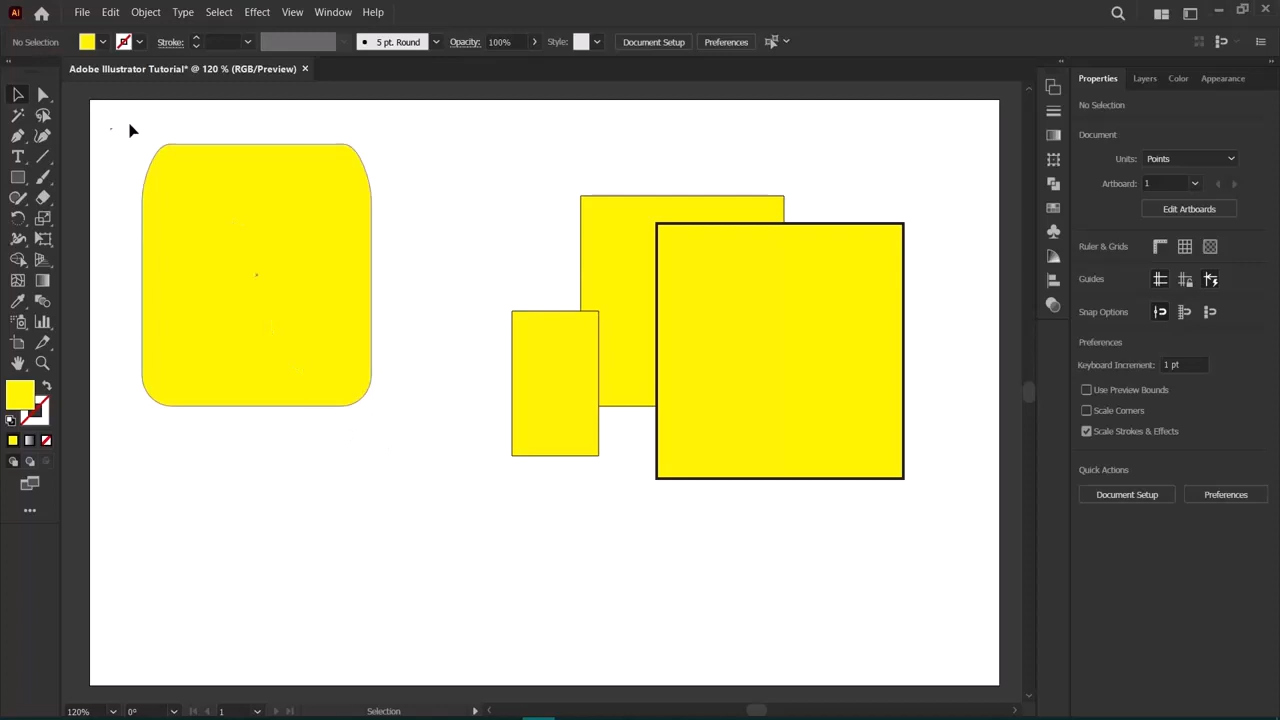 Ai File Edit Object Type Select Effect View Window Help
No Selection Stroke: 5 pt. Round Opacity: 100% Style: Document Setup Preferences
Adobe Illustrator Tutorial* @ 120 % (RGB/Preview) ×
Properties Layers Color Appearance
No Selection
Document
Units: Points
Artboard: 1
Edit Artboards
Ruler & Grids
Guides
Snap Options
Preferences
Keyboard Increment: 1 pt
Use Preview Bounds
Scale Corners
Scale Strokes & Effects
Quick Actions
Document Setup Preferences
120% 0° 1 Selection